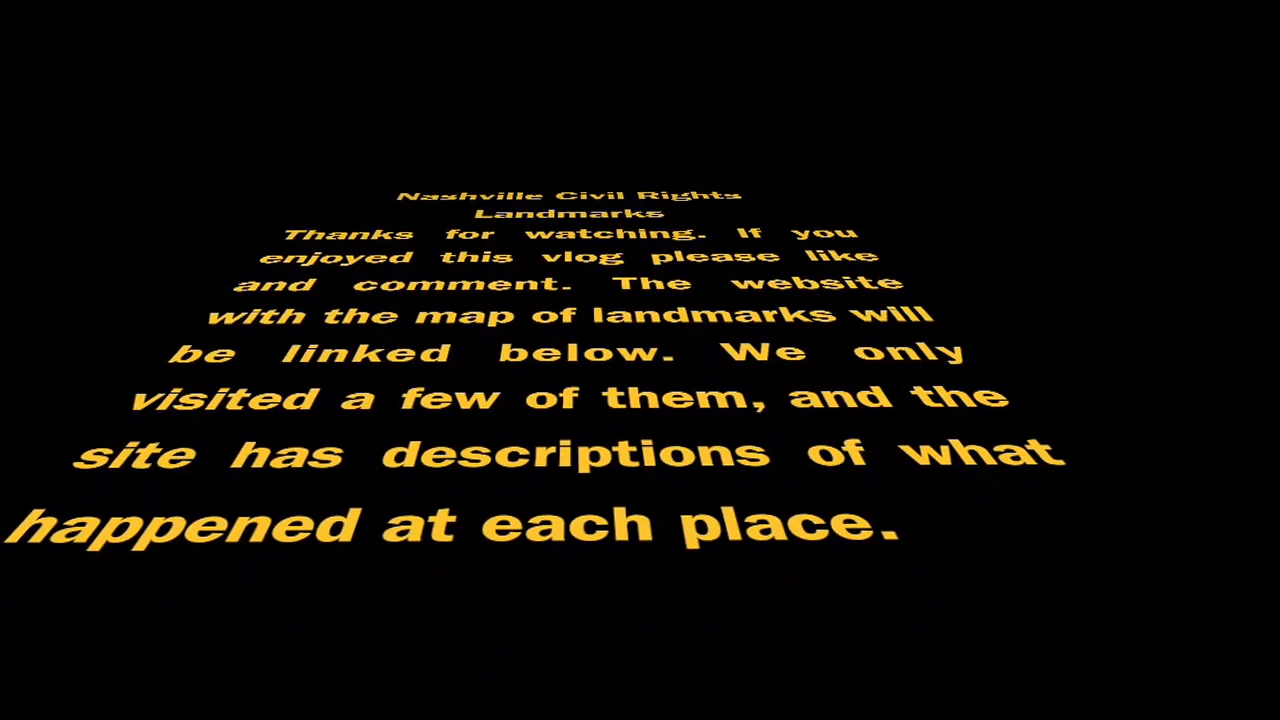 Nashville Civil Rights
Landmarks
Thanks for watching. If you
enjoyed this vlog please like
and comment. The website
with the map of landmarks will
be linked below. We only
visited a few of them, and the
site has descriptions of what
happened at each place.